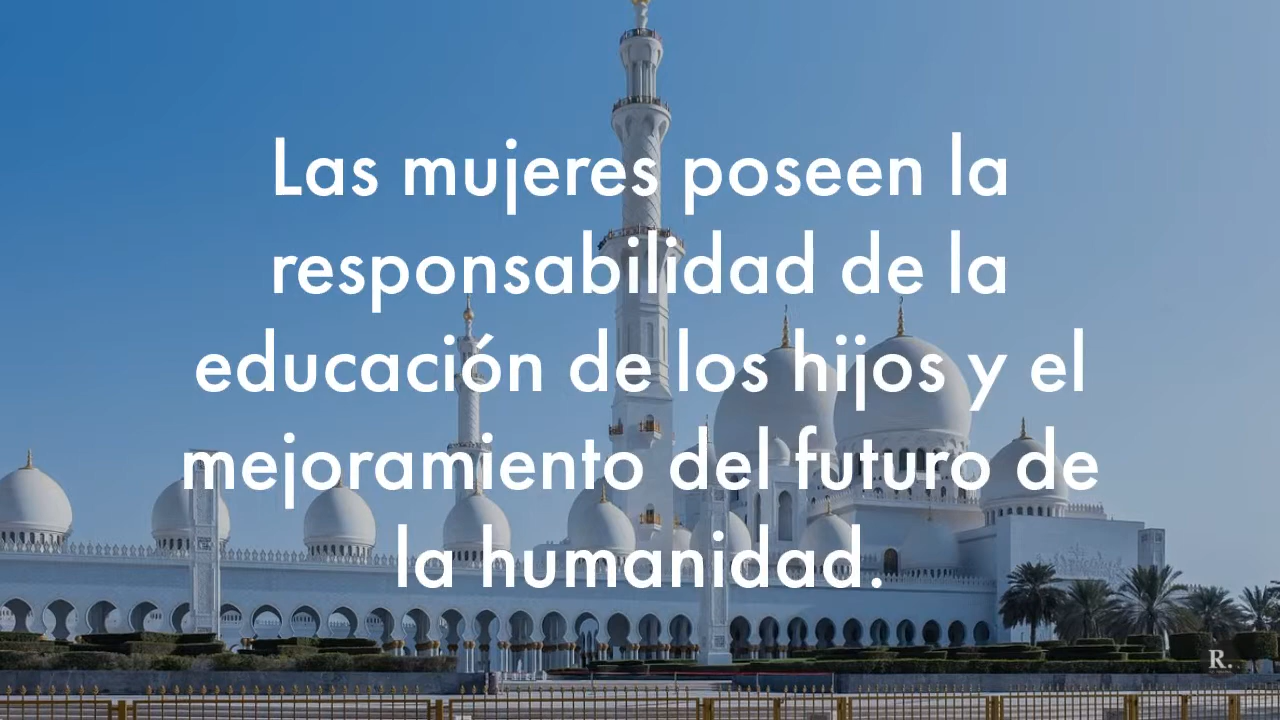 Las mujeres poseen la
responsabilidad de la
educación de los hijos y el
mejoramiento del futuro de
la humanidad.
R.